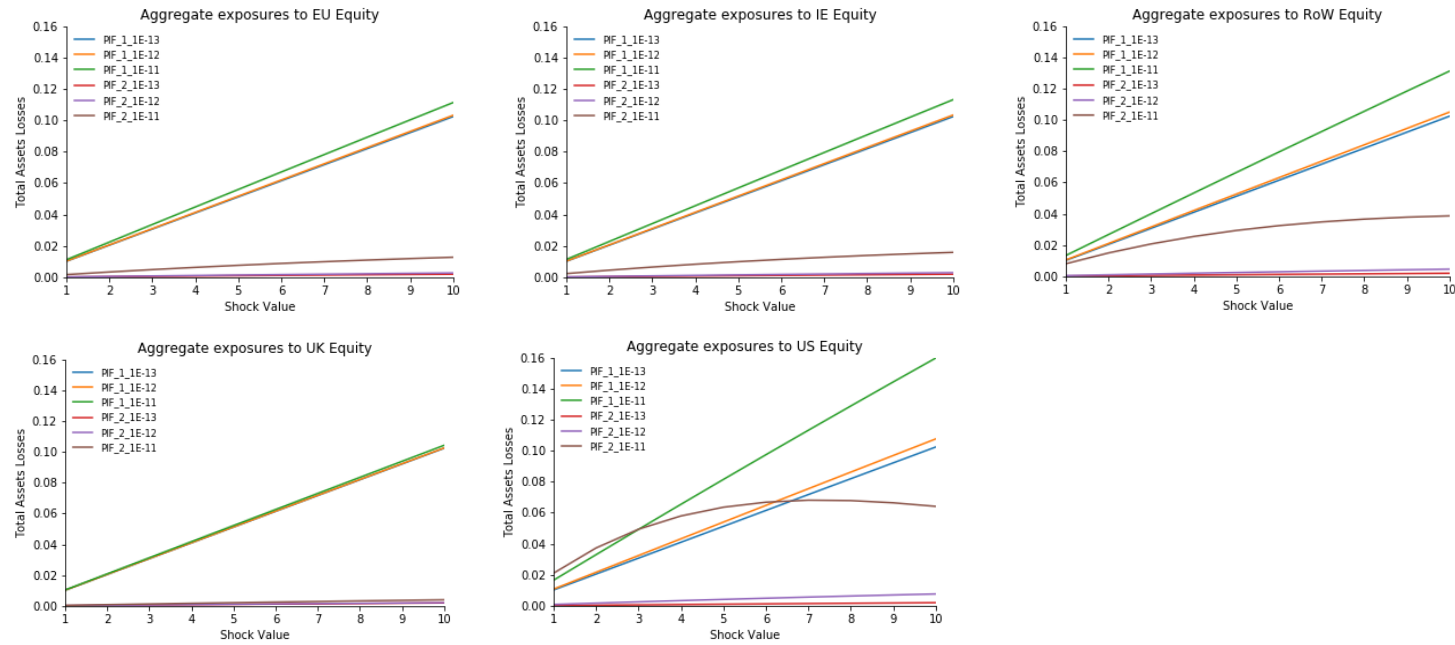 Aggregate exposures to EU Equity
0.16
0.14
0.12
0.10
0.08
0.06
0.04
0.02
0.00
Total Assets Losses
PIF_1_1E-13
PIF_1_1E-12
PIF_1_1E-11
PIF_2_1E-13
PIF_2_1E-12
PIF_2_1E-11
1 2 3 4 5 6 7 8 9 10
Shock Value
Aggregate exposures to IE Equity
0.16
0.14
0.12
0.10
0.08
0.06
0.04
0.02
0.00
Total Assets Losses
PIF_1_1E-13
PIF_1_1E-12
PIF_1_1E-11
PIF_2_1E-13
PIF_2_1E-12
PIF_2_1E-11
1 2 3 4 5 6 7 8 9 10
Shock Value
Aggregate exposures to RoW Equity
0.16
0.14
0.12
0.10
0.08
0.06
0.04
0.02
0.00
Total Assets Losses
PIF_1_1E-13
PIF_1_1E-12
PIF_1_1E-11
PIF_2_1E-13
PIF_2_1E-12
PIF_2_1E-11
1 2 3 4 5 6 7 8 9 10
Shock Value
Aggregate exposures to UK Equity
0.16
0.14
0.12
0.10
0.08
0.06
0.04
0.02
0.00
Total Assets Losses
PIF_1_1E-13
PIF_1_1E-12
PIF_1_1E-11
PIF_2_1E-13
PIF_2_1E-12
PIF_2_1E-11
1 2 3 4 5 6 7 8 9 10
Shock Value
Aggregate exposures to US Equity
0.16
0.14
0.12
0.10
0.08
0.06
0.04
0.02
0.00
Total Assets Losses
PIF_1_1E-13
PIF_1_1E-12
PIF_1_1E-11
PIF_2_1E-13
PIF_2_1E-12
PIF_2_1E-11
1 2 3 4 5 6 7 8 9 10
Shock Value